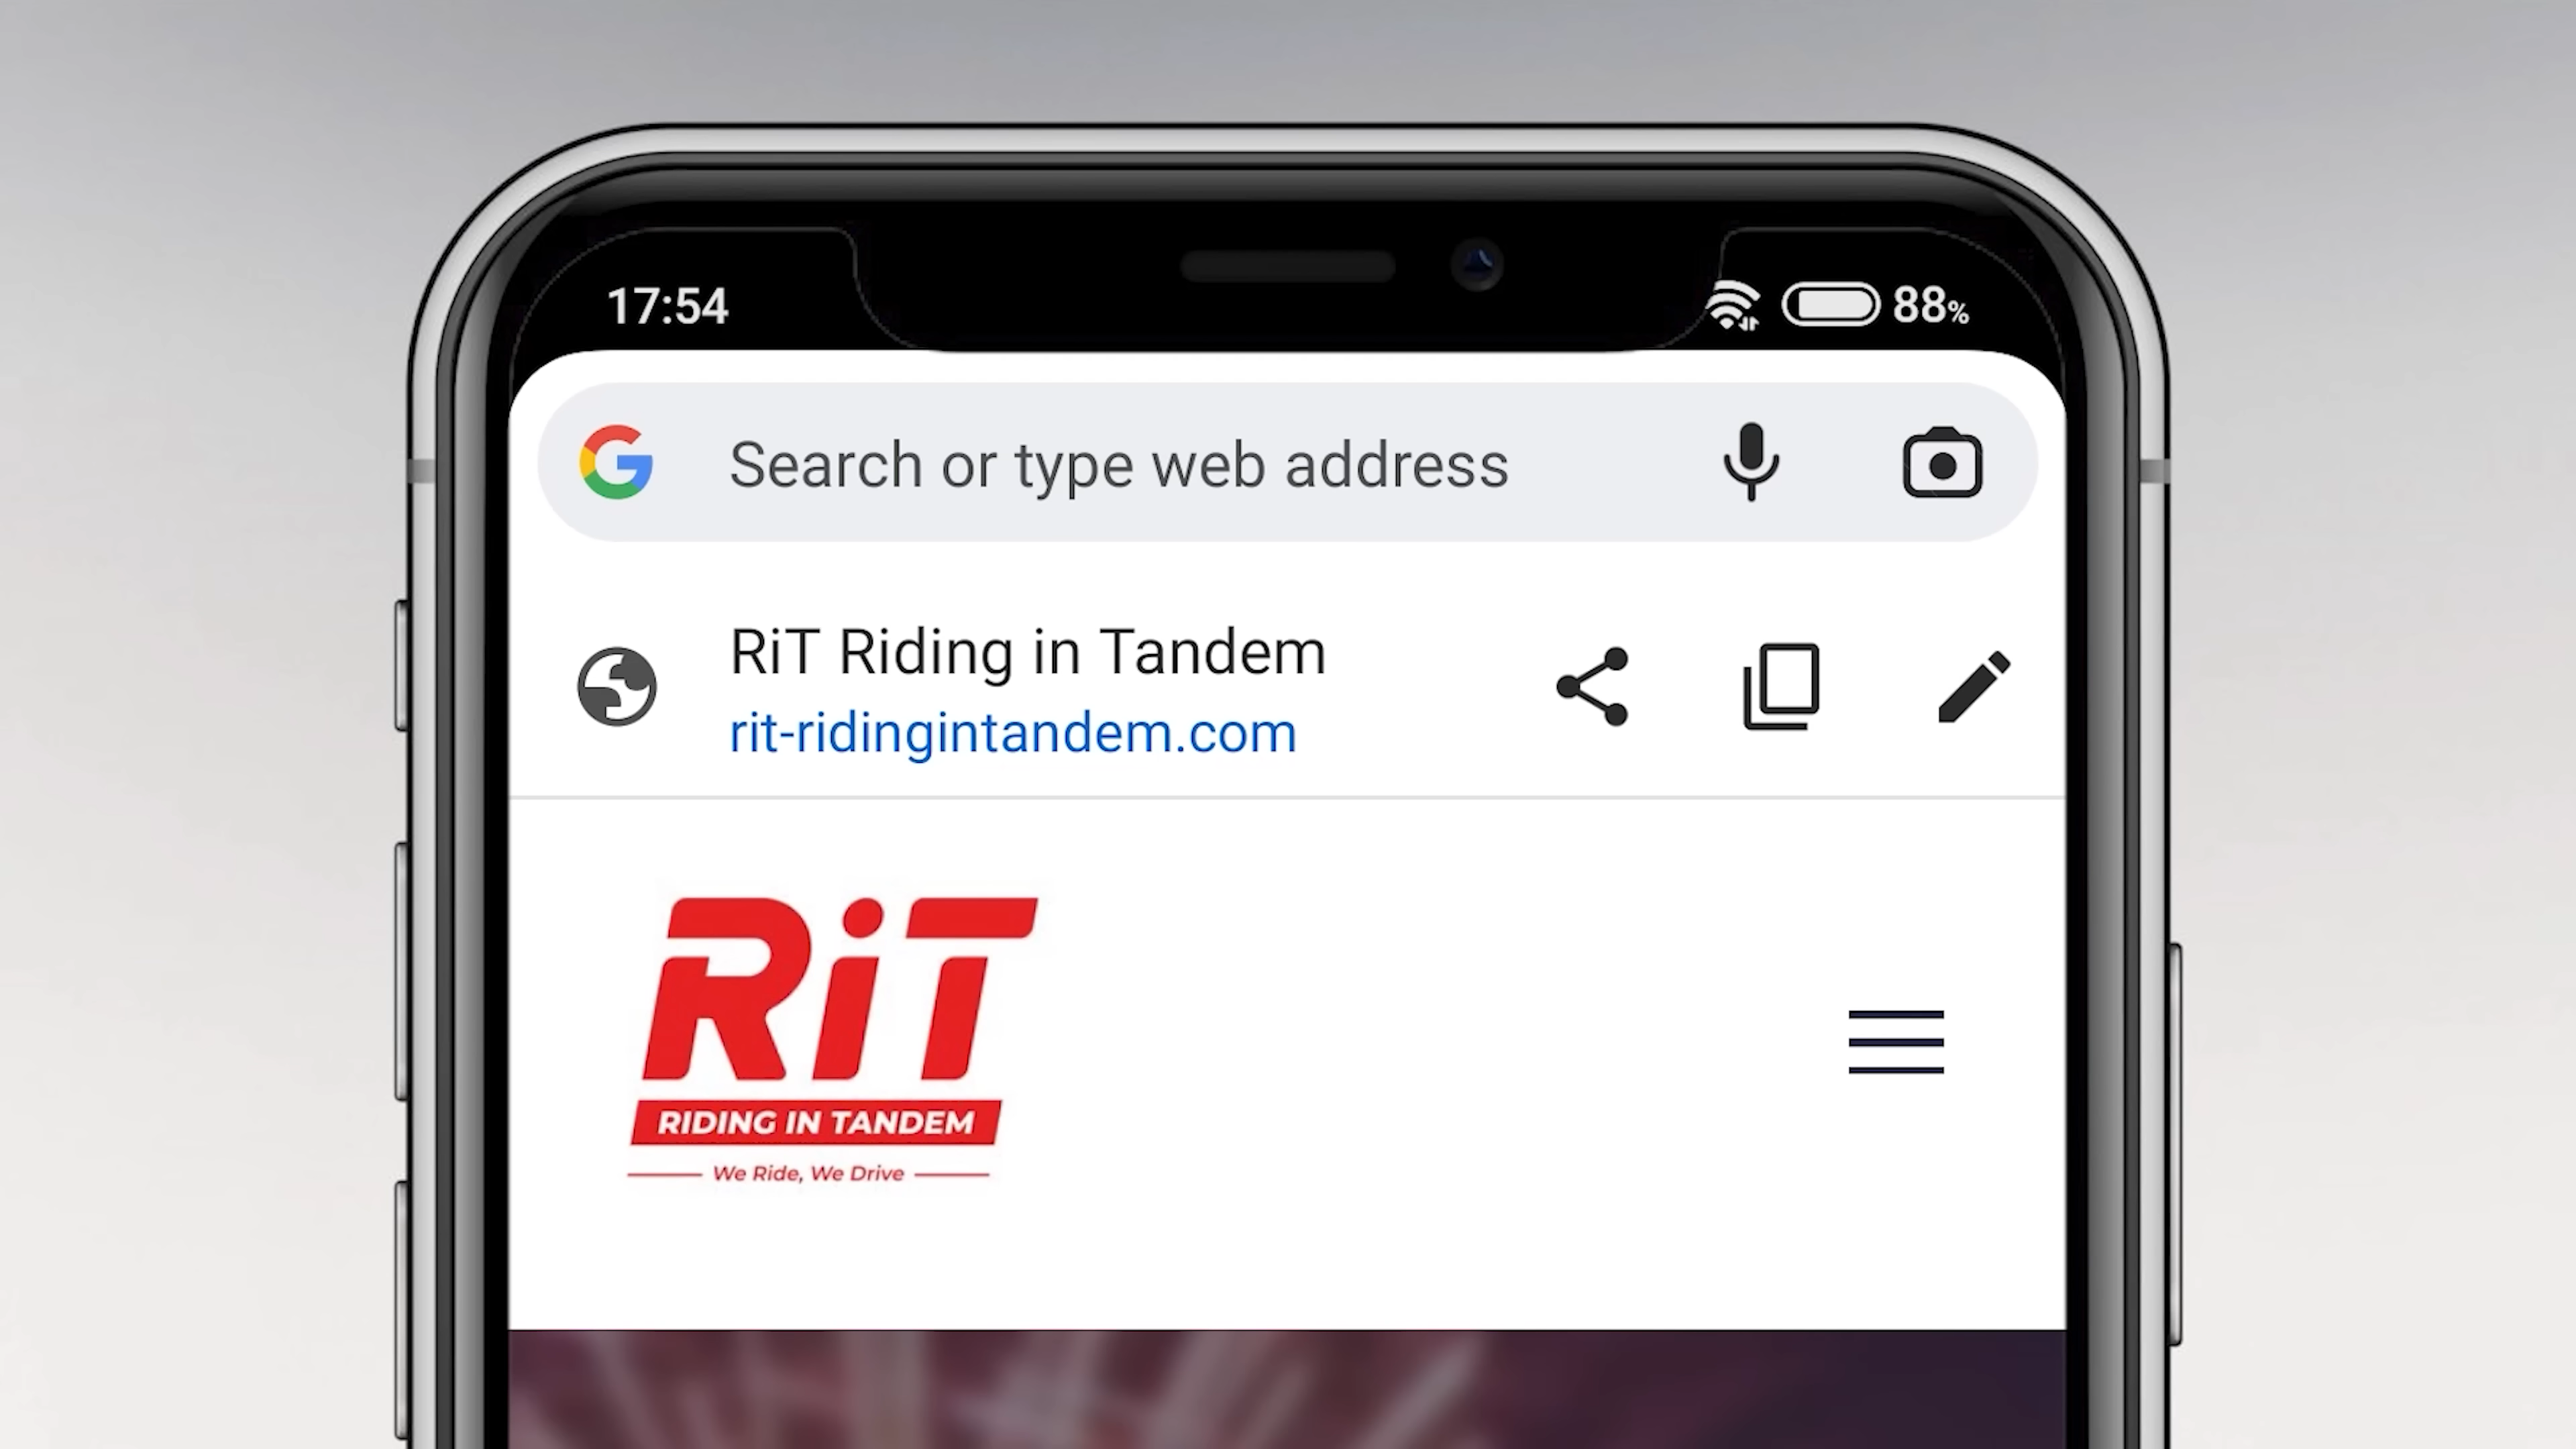 17:54
88%
Search or type web address
RiT Riding in Tandem
rit-ridingintandem.com
RiT
RIDING IN TANDEM
We Ride, We Drive